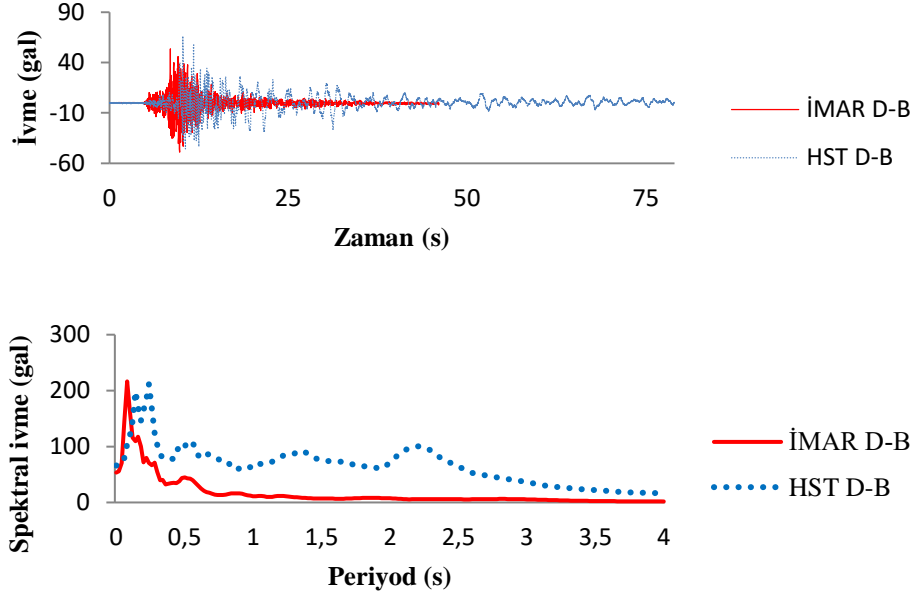 İvme (gal)
90
40
-10
-60
0
25
50
75
Zaman (s)
İMAR D-B
HST D-B
Spektral ivme (gal)
300
200
100
0
0
0,5
1
1,5
2
2,5
3
3,5
4
Periyod (s)
İMAR D-B
HST D-B